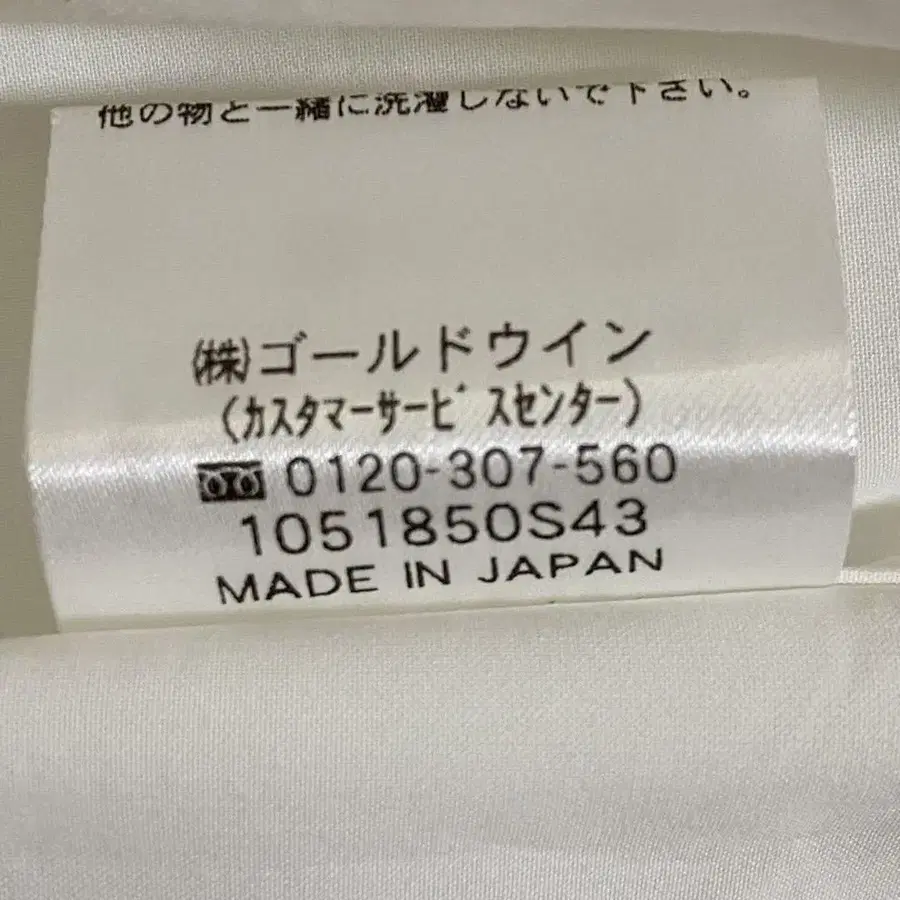 他の物と一緒に洗濯しないで下さい。
(株)ゴールドウイン
(カスタマーサービスセンター)
0120-307-560
1051850S43
MADE IN JAPAN